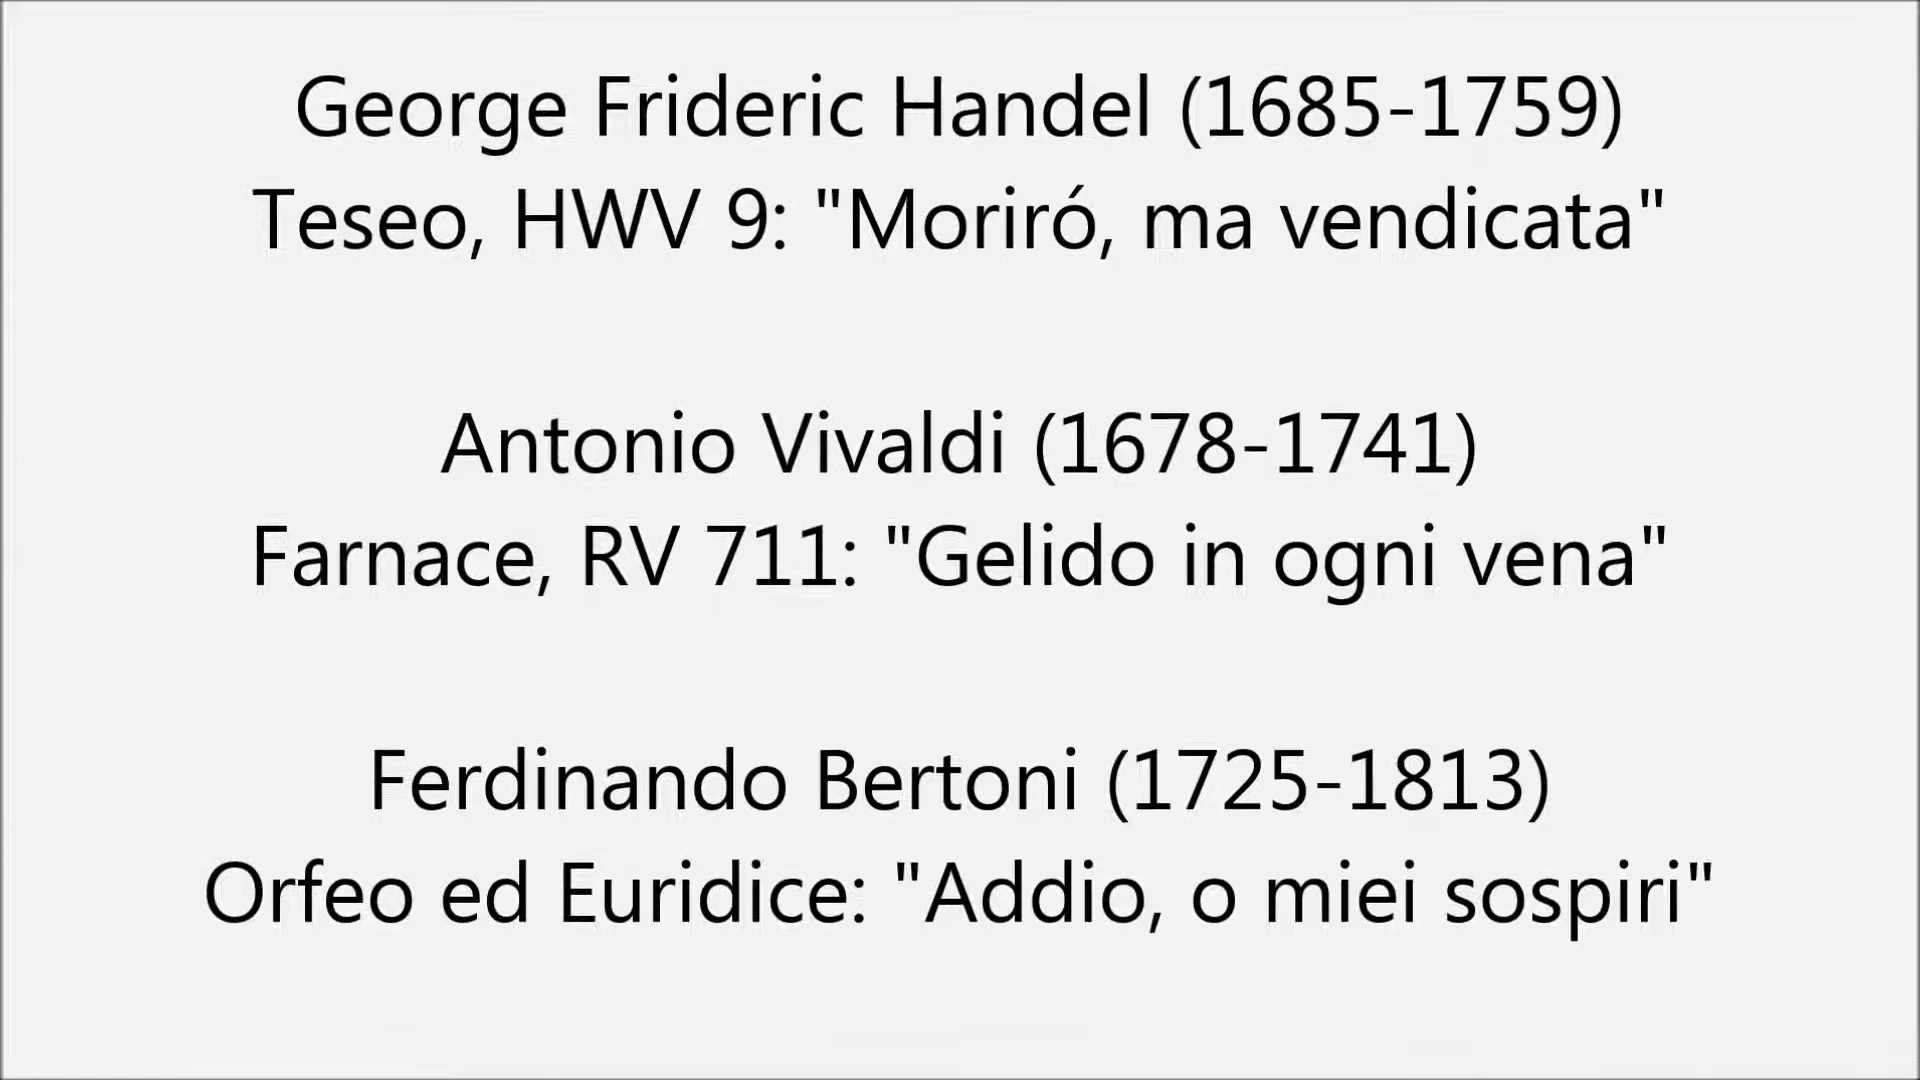 George Frideric Handel (1685-1759)
Teseo, HWV 9: "Moriró, ma vendicata"
Antonio Vivaldi (1678-1741)
Farnace, RV 711: "Gelido in ogni vena"
Ferdinando Bertoni (1725-1813)
Orfeo ed Euridice: "Addio, o miei sospiri"